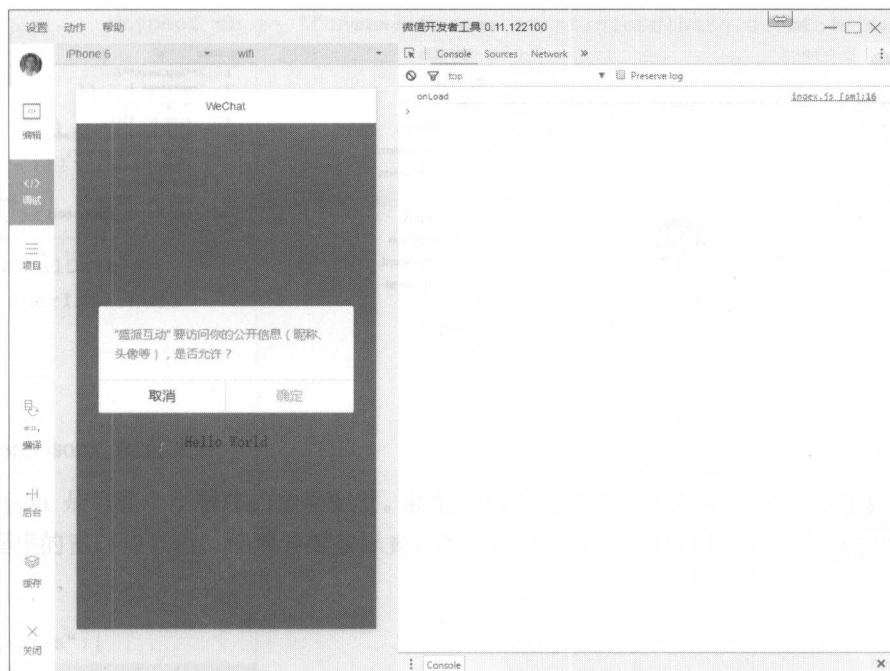 设置 动作 帮助
微信开发者工具 0.11.122100
iPhone 6 wifi
Console Sources Network »
top Preserve log
onLoad index.js [sm]:16
>
WeChat
编辑
</>
调试
项目
"盛派互动"要访问你的公开信息(昵称、
头像等),是否允许?
取消 确定
Hello World
编译
后台
缓存
关闭
Console